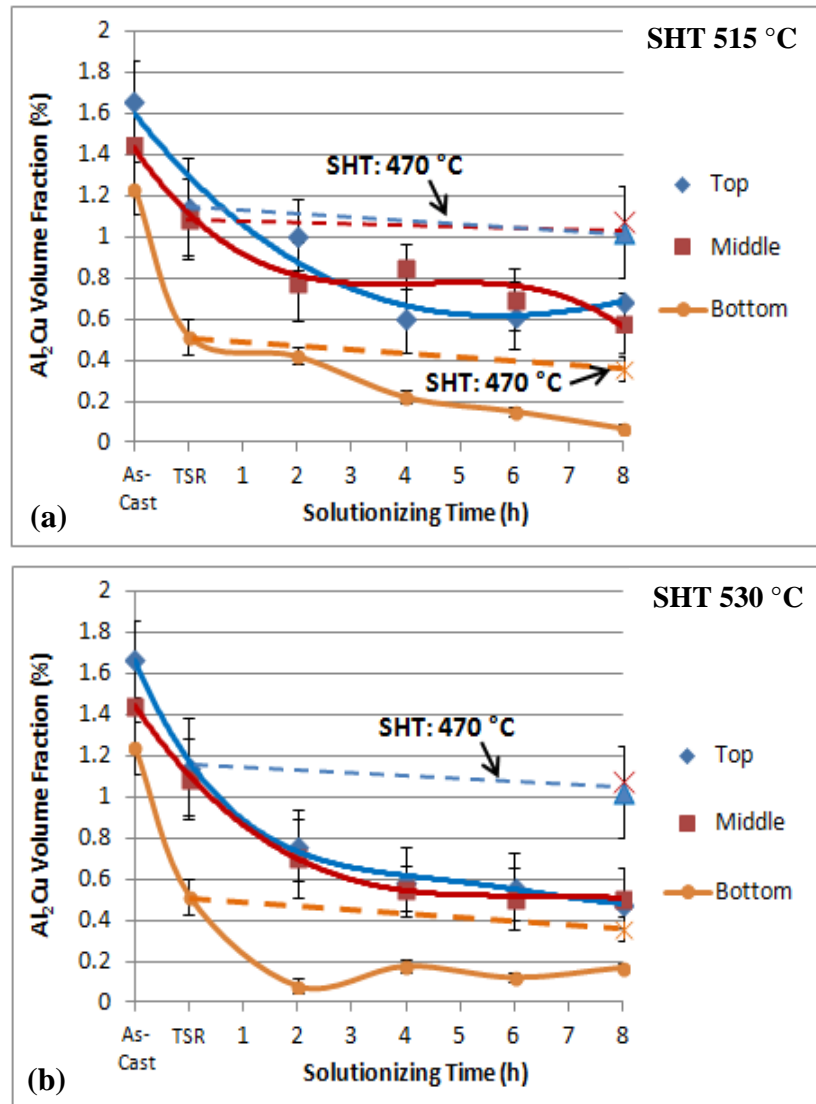 SHT 515 °C
2
1.8
1.6
1.4
1.2
1
0.8
0.6
0.4
0.2
0
Al₂Cu Volume Fraction (%)
SHT: 470 °C
SHT: 470 °C
Top
Middle
Bottom
As-Cast TSR 1 2 3 4 5 6 7 8
Solutionizing Time (h)
(a)
SHT 530 °C
2
1.8
1.6
1.4
1.2
1
0.8
0.6
0.4
0.2
0
Al₂Cu Volume Fraction (%)
SHT: 470 °C
Top
Middle
Bottom
As-Cast TSR 1 2 3 4 5 6 7 8
Solutionizing Time (h)
(b)